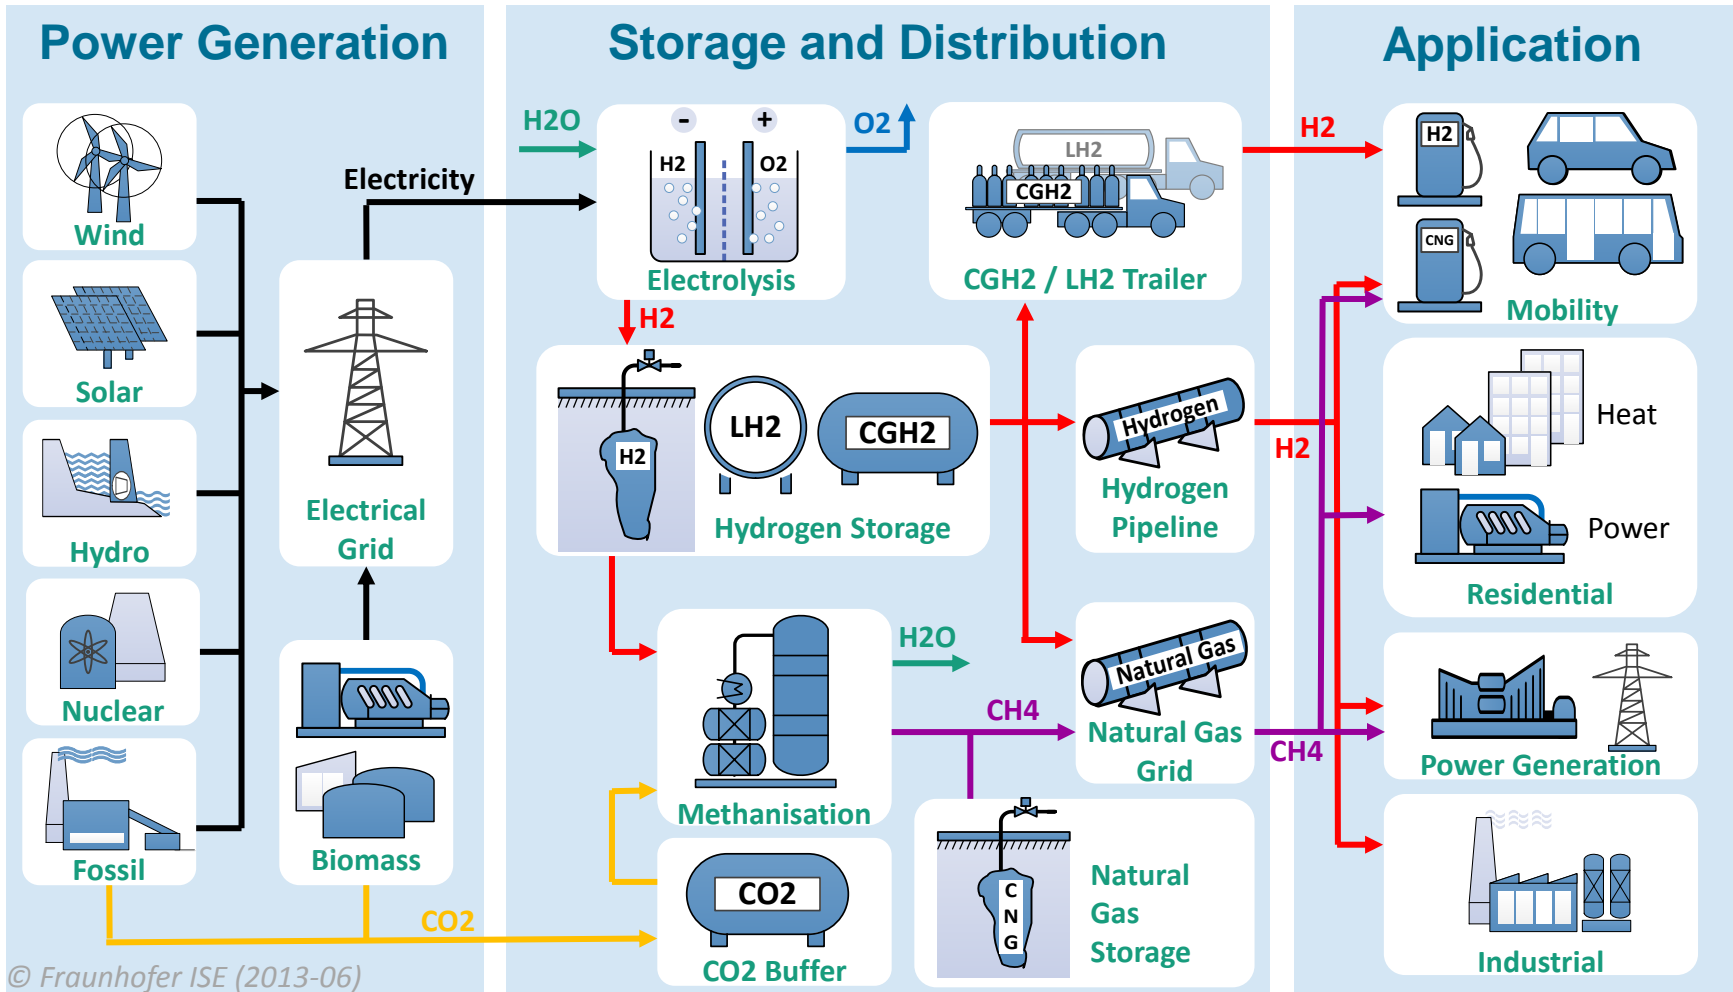 Power Generation
Wind
Solar
Hydro
Nuclear
Fossil
Electrical
Grid
Biomass
Electricity
CO2
© Fraunhofer ISE (2013-06)
Storage and Distribution
H2O
-
+
O2
H2
O2
Electrolysis
H2
LH2
CGH2
CGH2 / LH2 Trailer
H2
LH2
CGH2
Hydrogen Storage
Hydrogen
Hydrogen
Pipeline
H2
H2O
CH4
Methanisation
Natural Gas
Natural Gas
Grid
CH4
CO2
CO2 Buffer
C
N
G
Natural
Gas
Storage
Application
H2
H2
CNG
Mobility
Heat
Power
Residential
Power Generation
Industrial